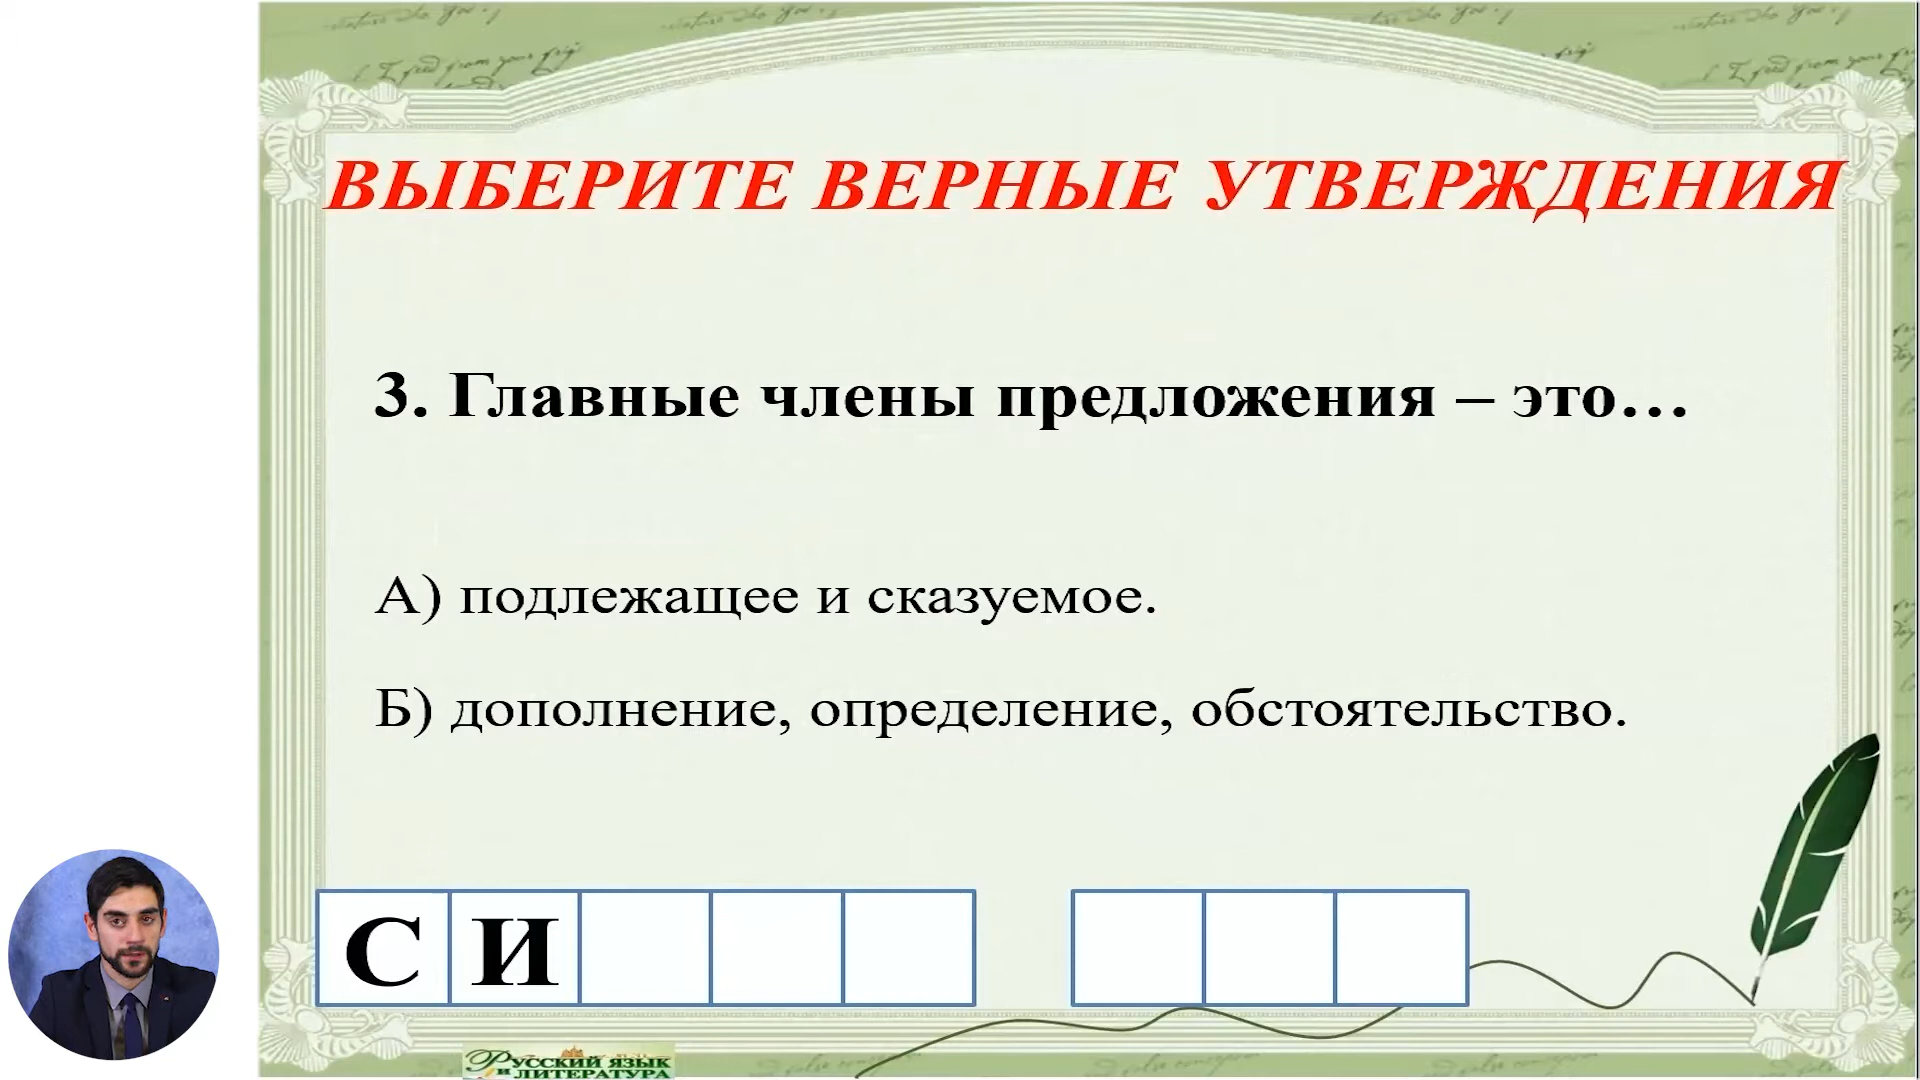 ВЫБЕРИТЕ ВЕРНЫЕ УТВЕРЖДЕНИЯ
3. Главные члены предложения – это…
А) подлежащее и сказуемое.
Б) дополнение, определение, обстоятельство.
С И
Русский язык
и литература